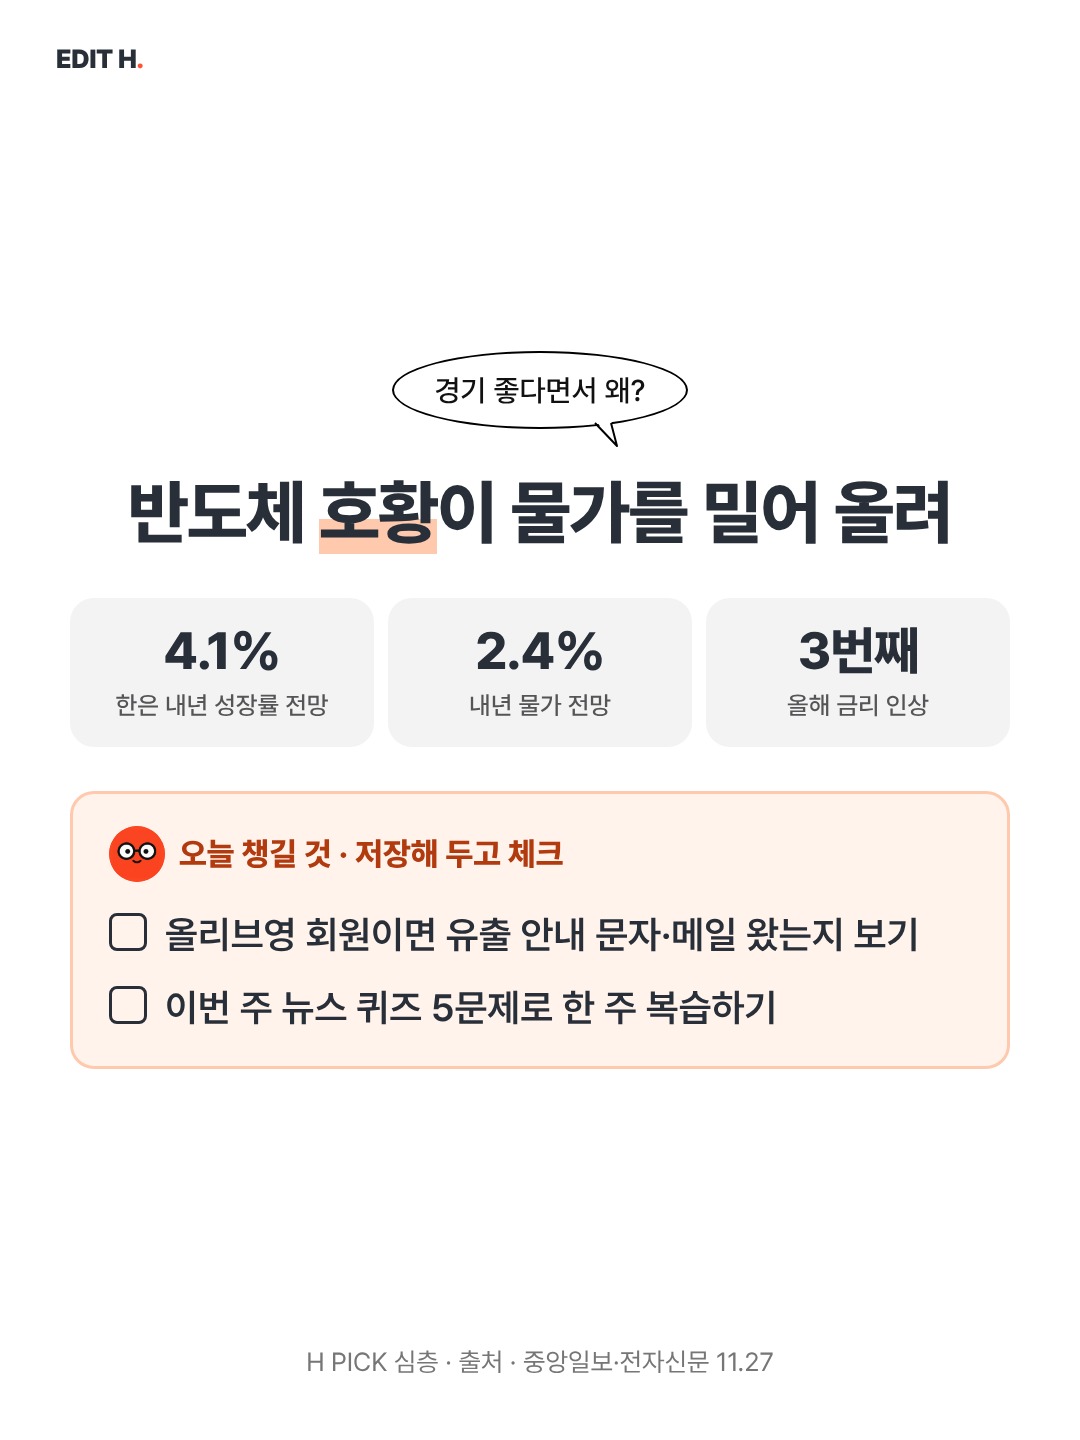 EDIT H.
경기 좋다면서 왜?
반도체 호황이 물가를 밀어 올려
4.1%
한은 내년 성장률 전망
2.4%
내년 물가 전망
3번째
올해 금리 인상
오늘 챙길 것 · 저장해 두고 체크
올리브영 회원이면 유출 안내 문자·메일 왔는지 보기
이번 주 뉴스 퀴즈 5문제로 한 주 복습하기
H PICK 심층 · 출처 · 중앙일보·전자신문 11.27